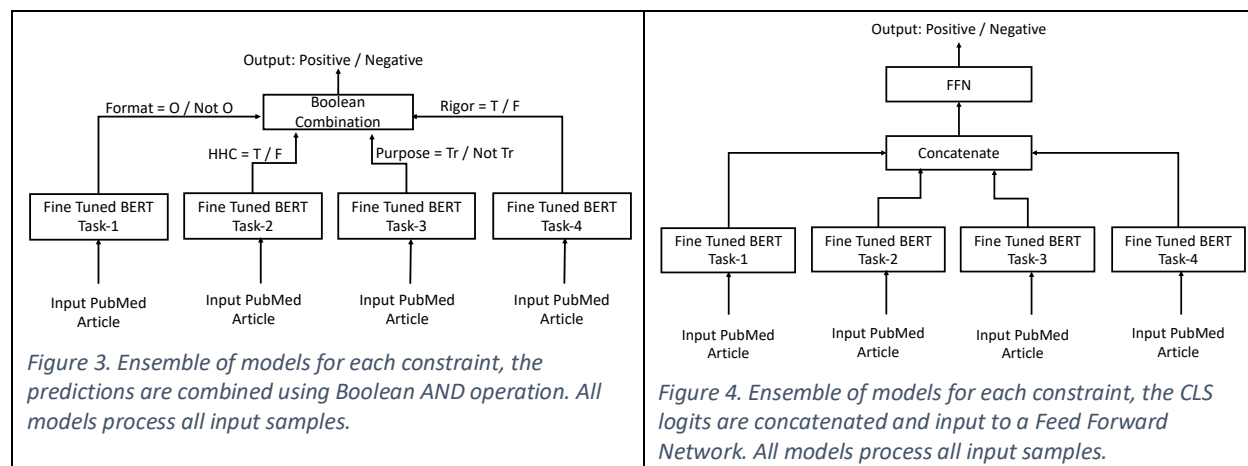 Output: Positive / Negative
Format = O / Not O
Boolean
Combination
Rigor = T / F
HHC = T / F
Purpose = Tr / Not Tr
Fine Tuned BERT
Task-1
Fine Tuned BERT
Task-2
Fine Tuned BERT
Task-3
Fine Tuned BERT
Task-4
Input PubMed
Article
Input PubMed
Article
Input PubMed
Article
Input PubMed
Article
Figure 3. Ensemble of models for each constraint, the
predictions are combined using Boolean AND operation. All
models process all input samples.
Output: Positive / Negative
FFN
Concatenate
Fine Tuned BERT
Task-1
Fine Tuned BERT
Task-2
Fine Tuned BERT
Task-3
Fine Tuned BERT
Task-4
Input PubMed
Article
Input PubMed
Article
Input PubMed
Article
Input PubMed
Article
Figure 4. Ensemble of models for each constraint, the CLS
logits are concatenated and input to a Feed Forward
Network. All models process all input samples.